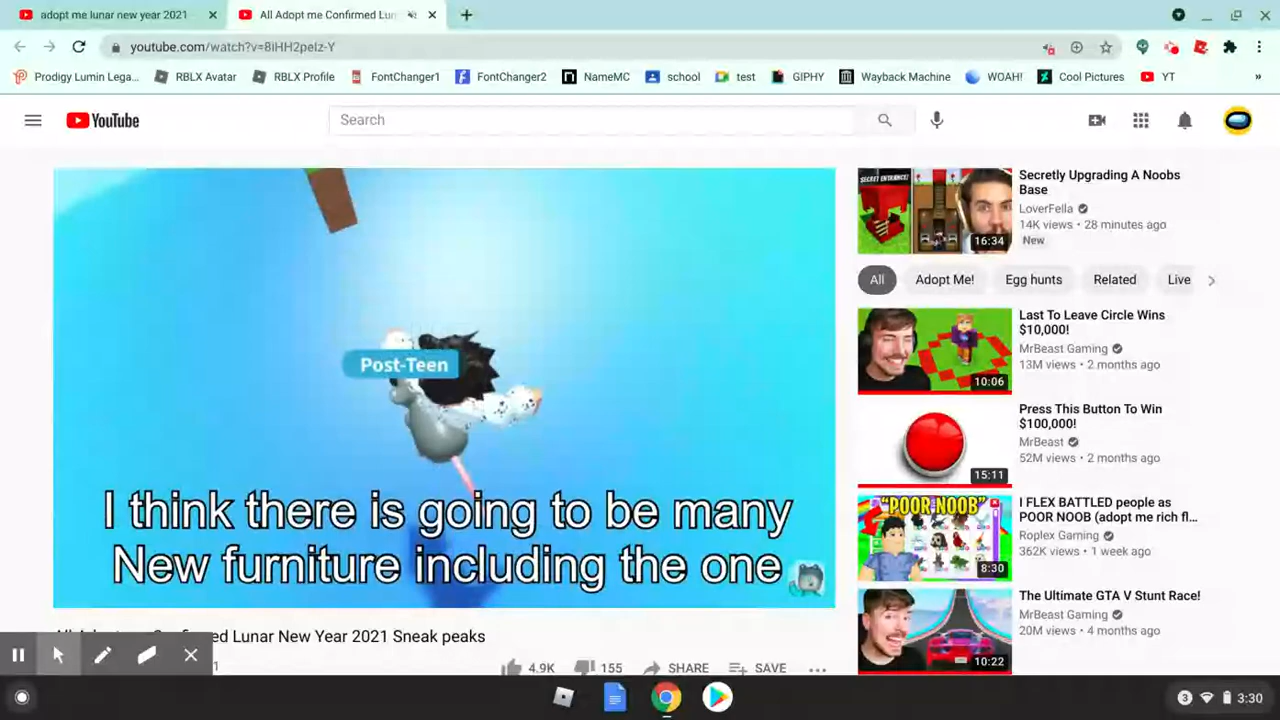 adopt me lunar new year 2021
All Adopt me Confirmed Lun
youtube.com/watch?v=8iHH2pelz-Y
Prodigy Lumin Lega...
RBLX Avatar
RBLX Profile
FontChanger1
FontChanger2
NameMC
school
test
GIPHY
Wayback Machine
WOAH!
Cool Pictures
YT
»
YouTube
Search
Post-Teen
I think there is going to be many
New furniture including the one
Confirmed Lunar New Year 2021 Sneak peaks
4.9K
155
SHARE
SAVE
SECRET ENTRANCE!
16:34
Secretly Upgrading A Noobs
Base
LoverFella
14K views • 28 minutes ago
New
All
Adopt Me!
Egg hunts
Related
Live
10:06
Last To Leave Circle Wins
$10,000!
MrBeast Gaming
13M views • 2 months ago
15:11
Press This Button To Win
$100,000!
MrBeast
52M views • 2 months ago
"POOR NOOB"
8:30
I FLEX BATTLED people as
POOR NOOB (adopt me rich fl...
Roplex Gaming
362K views • 1 week ago
10:22
The Ultimate GTA V Stunt Race!
MrBeast Gaming
20M views • 4 months ago
3
3:30